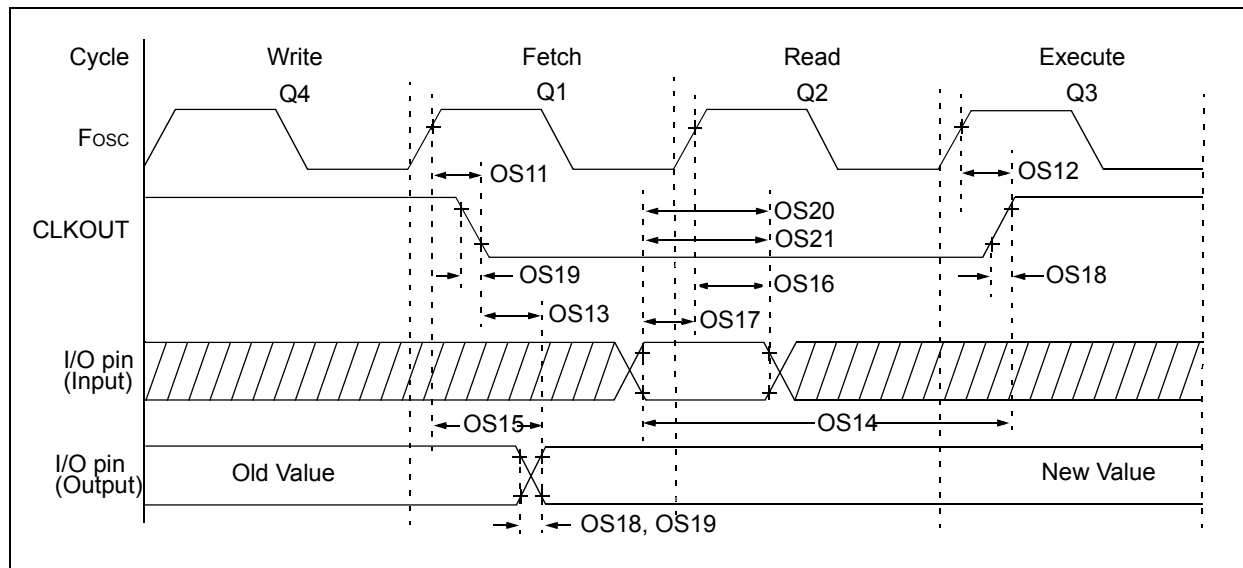 Cycle Write Fetch Read Execute
Q4 Q1 Q2 Q3
FOSC
OS11 OS12
OS20
CLKOUT
OS21
OS19 OS16 OS18
OS13 OS17
I/O pin
(Input)
OS15 OS14
I/O pin
(Output)
Old Value New Value
OS18, OS19